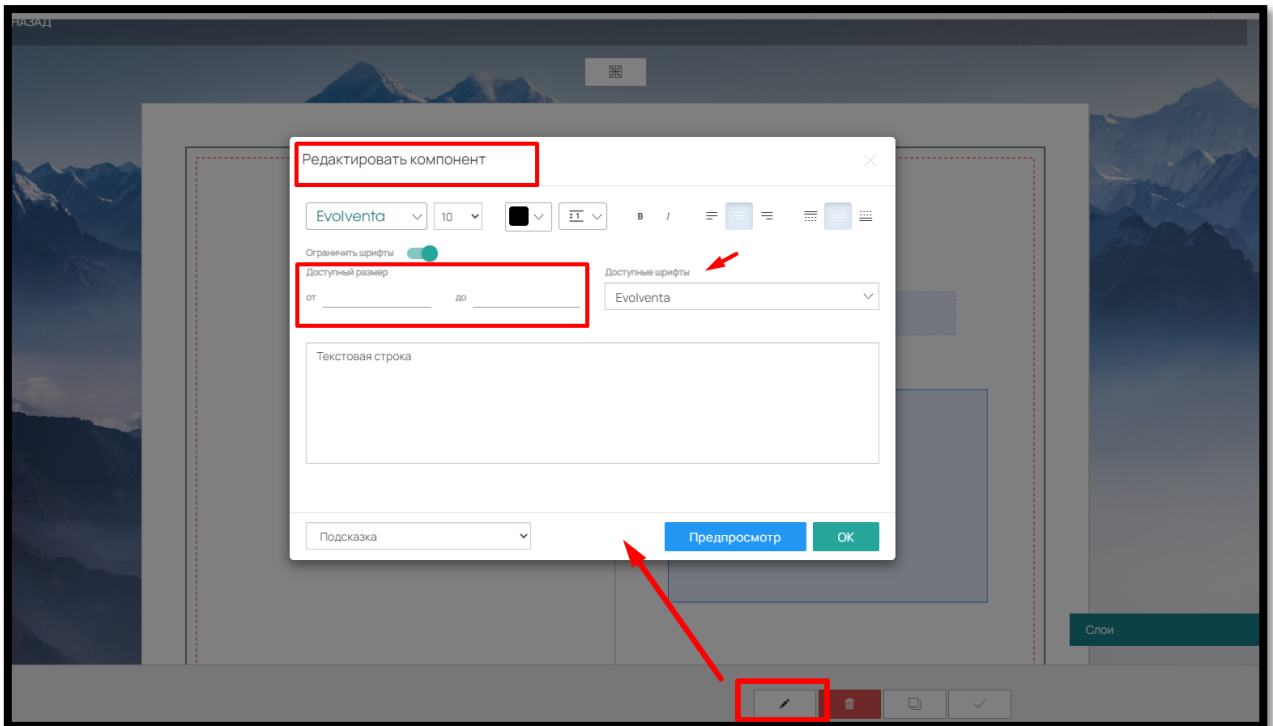 НАЗАД
Редактировать компонент
Evolventa 10 B I
Ограничить шрифты
Доступный размер Доступные шрифты
от до Evolventa
Текстовая строка
Подсказка Предпросмотр OK
Слои